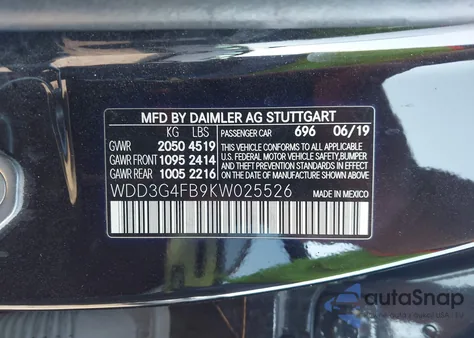 MFD BY DAIMLER AG STUTTGART
KG LBS PASSENGER CAR 696 06/19
GVWR 2050 4519 THIS VEHICLE CONFORMS TO ALL APPLICABLE
GAWR FRONT 1095 2414 U.S. FEDERAL MOTOR VEHICLE SAFETY, BUMPER,
GAWR REAR 1005 2216 AND THEFT PREVENTION STANDARDS IN EFFECT
ON THE DATE OF MANUFACTURE SHOWN ABOVE.
WDD3G4FB9KW025526 MADE IN MEXICO
autoSnap